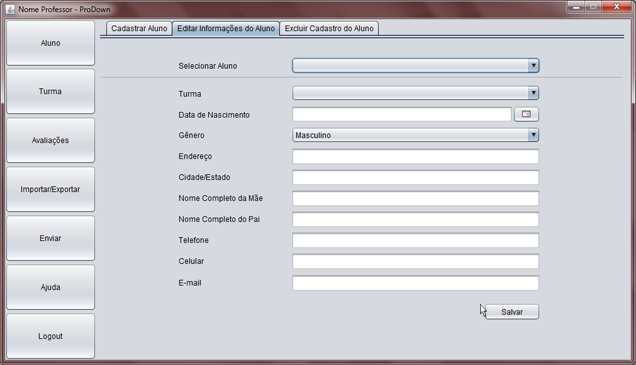 Nome Professor - ProDown
Aluno
Turma
Avaliações
Importar/Exportar
Enviar
Ajuda
Logout
Cadastrar Aluno Editar Informações do Aluno Excluir Cadastro do Aluno
Selecionar Aluno
Turma
Data de Nascimento
Gênero Masculino
Endereço
Cidade/Estado
Nome Completo da Mãe
Nome Completo do Pai
Telefone
Celular
E-mail
Salvar